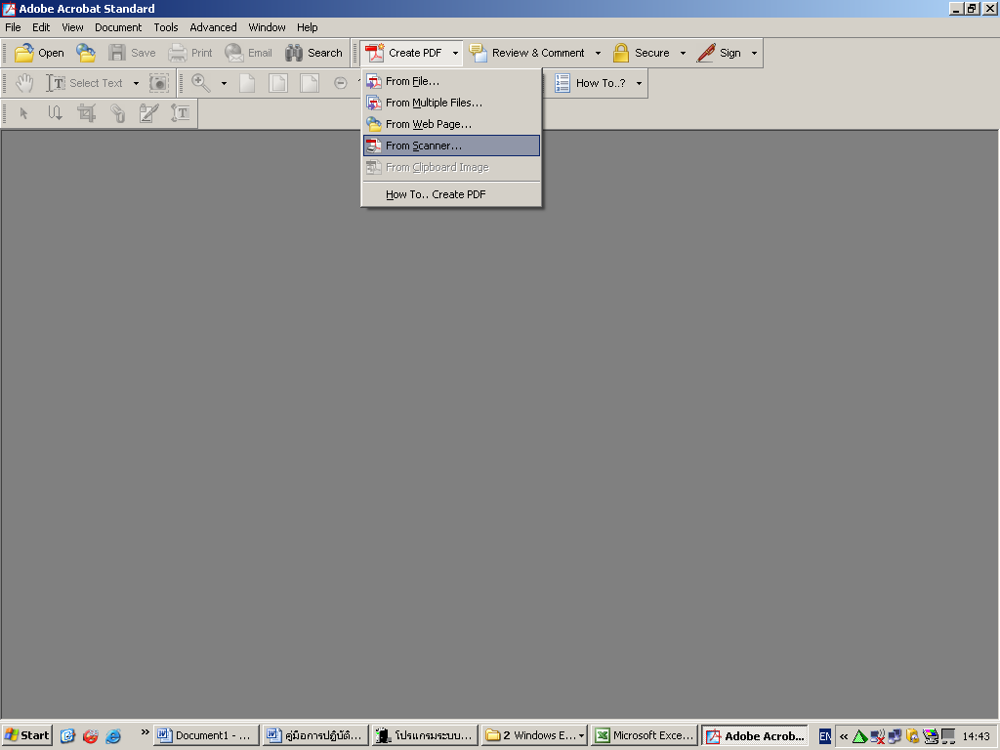 Adobe Acrobat Standard
File Edit View Document Tools Advanced Window Help
Open Save Print Email Search Create PDF Review & Comment Secure Sign
Select Text How To..?
From File...
From Multiple Files...
From Web Page...
From Scanner...
From Clipboard Image
How To.. Create PDF
Start » Document1 - ... คู่มือการปฏิบัติ... โปรแกรมระบบ... 2 Windows E... Microsoft Exce... Adobe Acrob... EN « 14:43